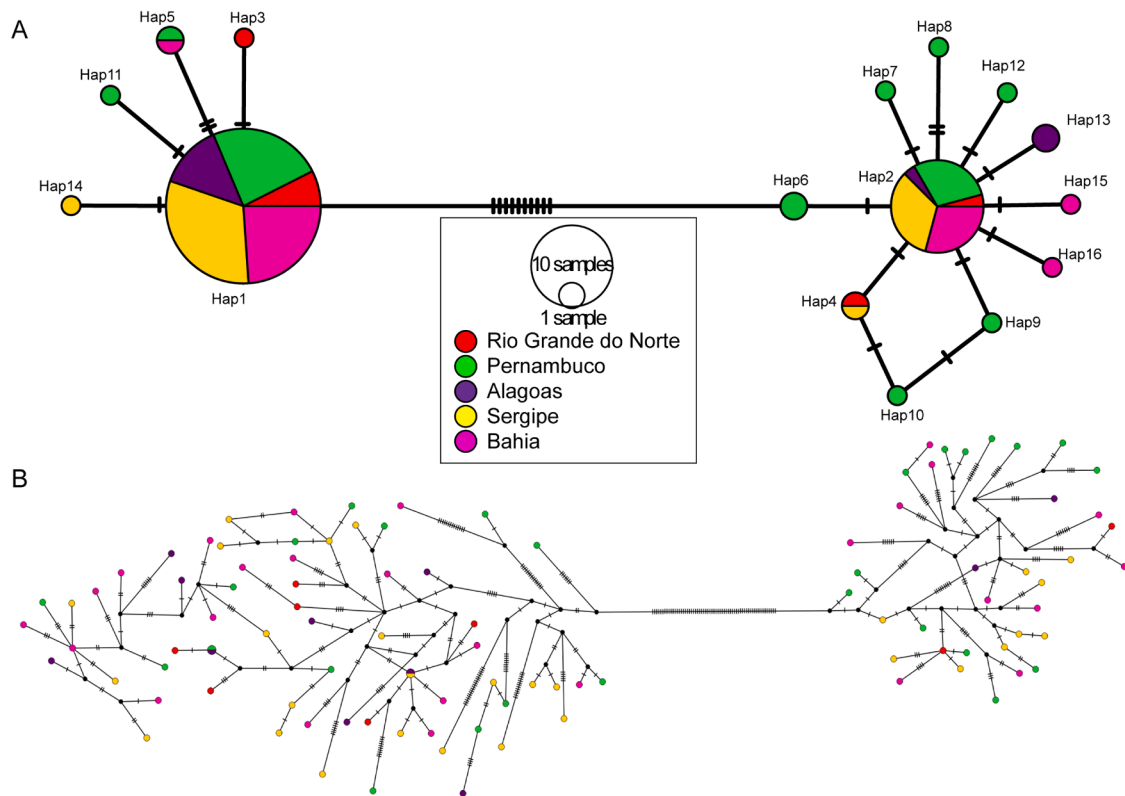 A
Hap5
Hap3
Hap11
Hap14
Hap1
Hap8
Hap7
Hap12
Hap13
Hap2
Hap6
Hap15
Hap16
Hap4
Hap9
Hap10
10 samples
1 sample
Rio Grande do Norte
Pernambuco
Alagoas
Sergipe
Bahia
B